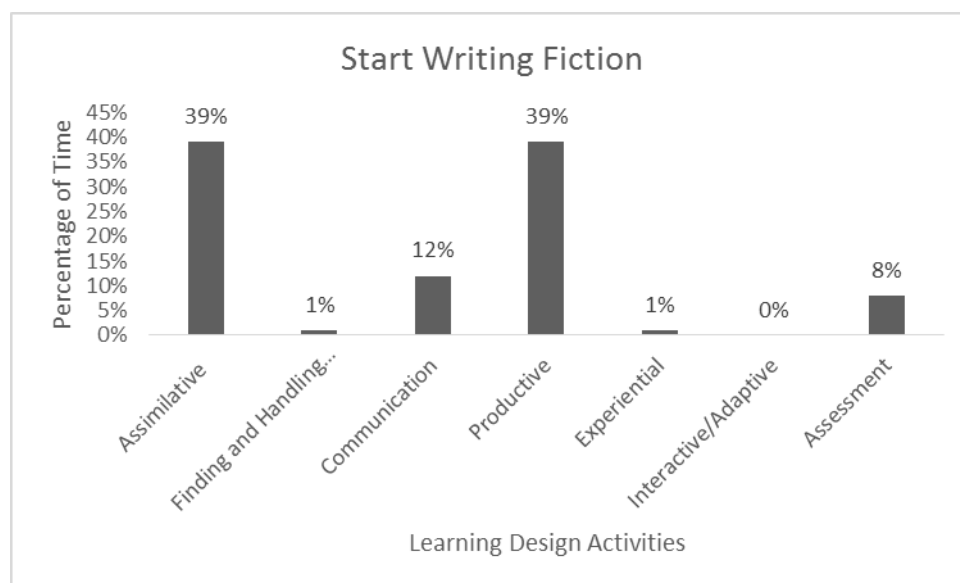 Start Writing Fiction
Percentage of Time
45%
40%
35%
30%
25%
20%
15%
10%
5%
0%
39%
1%
12%
39%
1%
0%
8%
Assimilative
Finding and Handling...
Communication
Productive
Experiential
Interactive/Adaptive
Assessment
Learning Design Activities